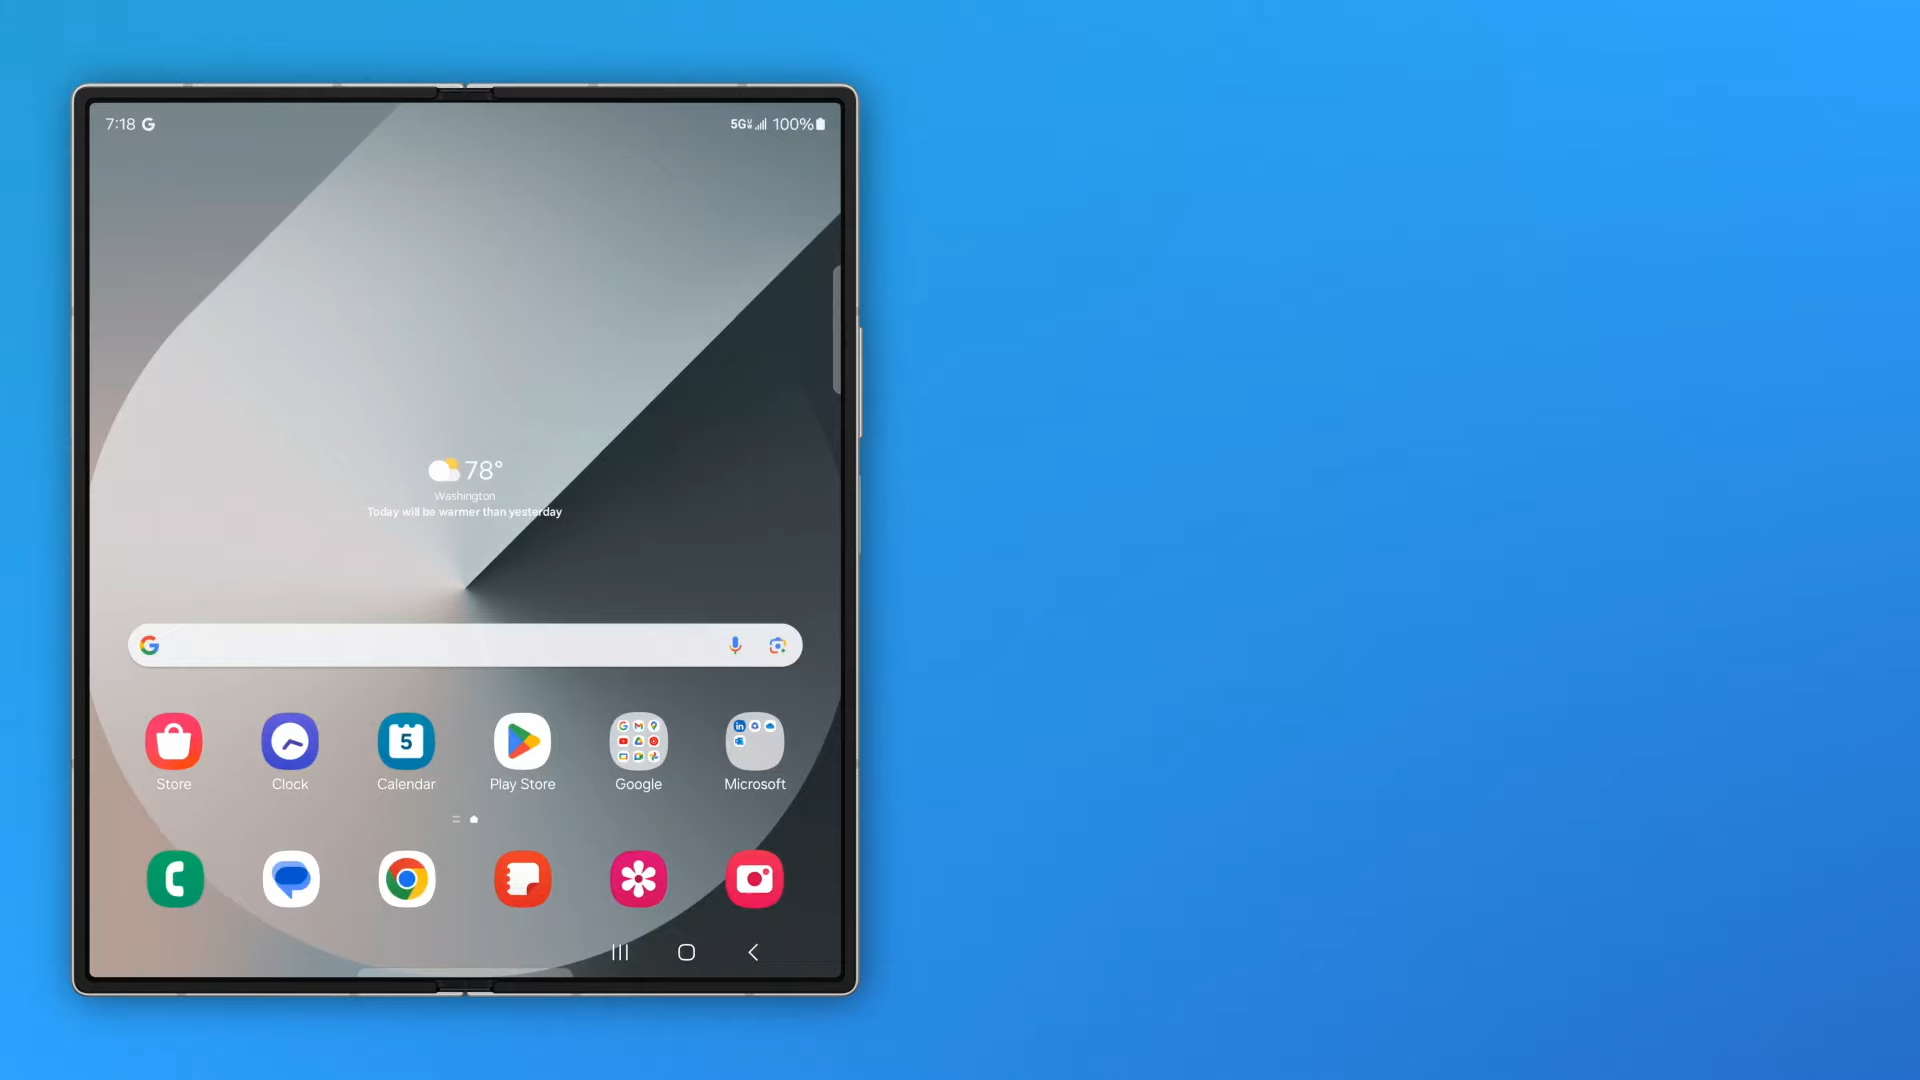 7:18 G
5G 100%
78°
Washington
Today will be warmer than yesterday
G
5
Store
Clock
Calendar
Play Store
Google
Microsoft